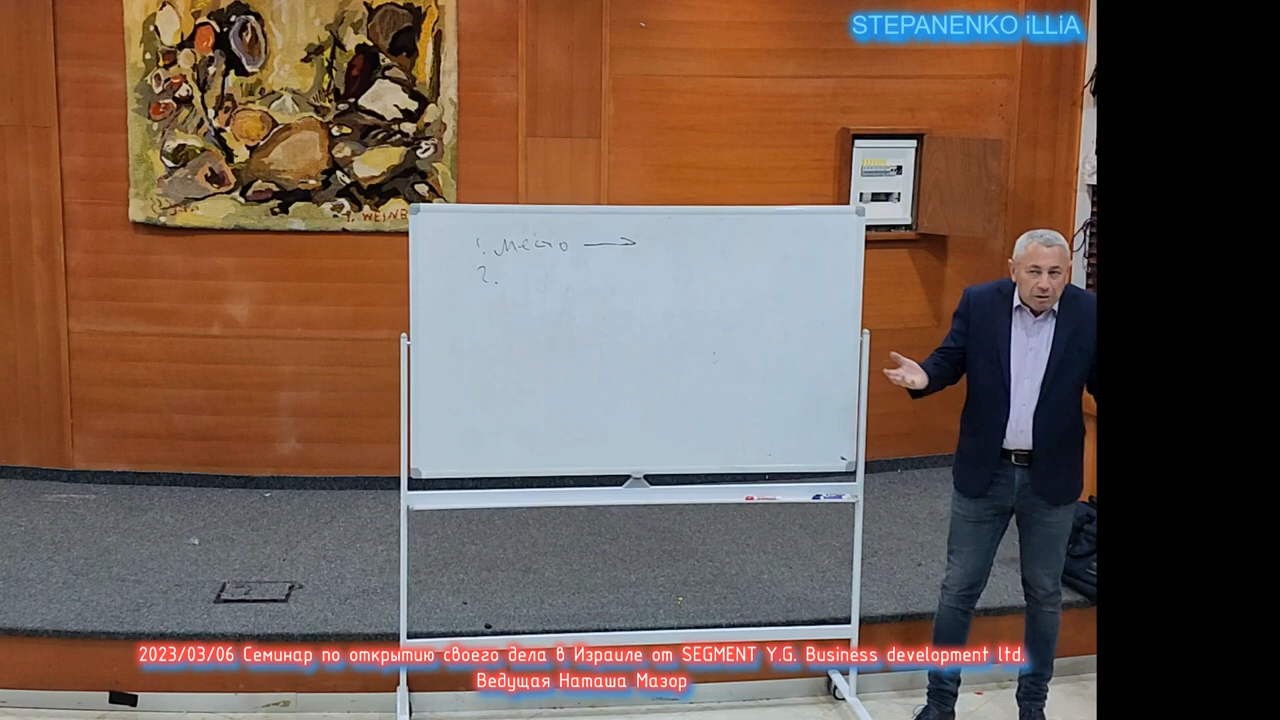 STEPANENKO iLLiA
P. WEINB
1. Место →
2.
2023/03/06 Семинар по открытию своего дела в Израиле от SEGMENT Y.G. Business development ltd.
Ведущая Наташа Мазор